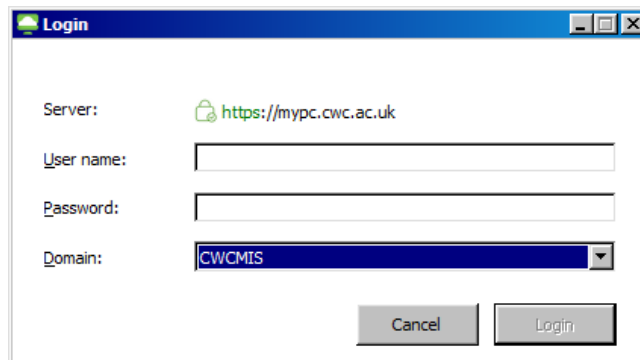 Login
Server: https://mypc.cwc.ac.uk
User name:
Password:
Domain: CWCMIS
Cancel Login